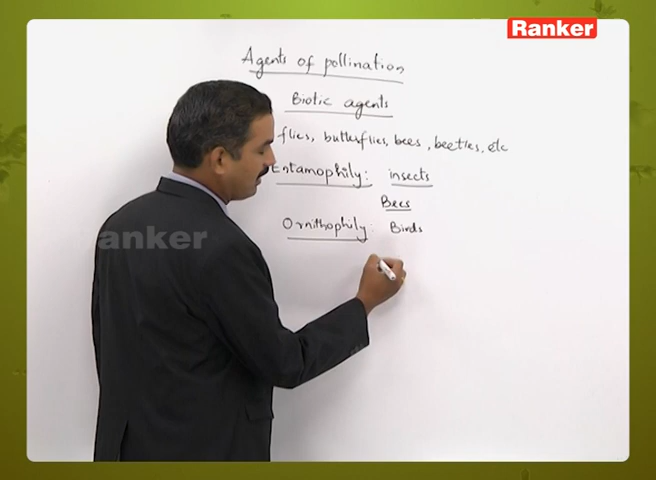 Ranker
Agents of pollination
Biotic agents
flies, butterflies, bees, beetles, etc
Entamophily: insects
Bees
Ornithophily: Birds
anker